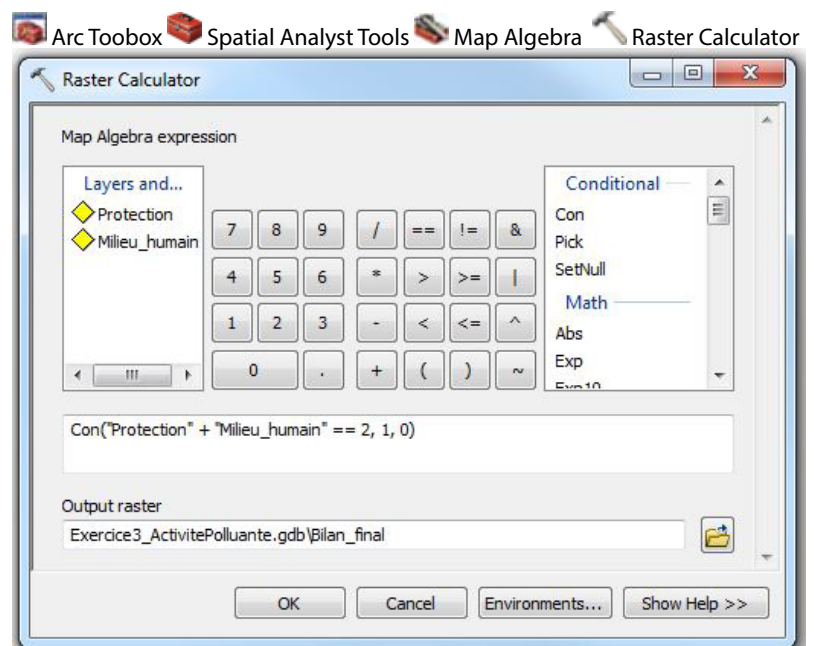 Arc Toobox Spatial Analyst Tools Map Algebra Raster Calculator
Raster Calculator
Map Algebra expression
Layers and...
Protection
Milieu_humain
7 8 9 / == != &
4 5 6 * > >= |
1 2 3 - < <= ^
0 . + ( ) ~
Conditional
Con
Pick
SetNull
Math
Abs
Exp
Exp10
Con("Protection" + "Milieu_humain" == 2, 1, 0)
Output raster
Exercice3_ActivitePolluante.gdb\Bilan_final
OK Cancel Environments... Show Help >>